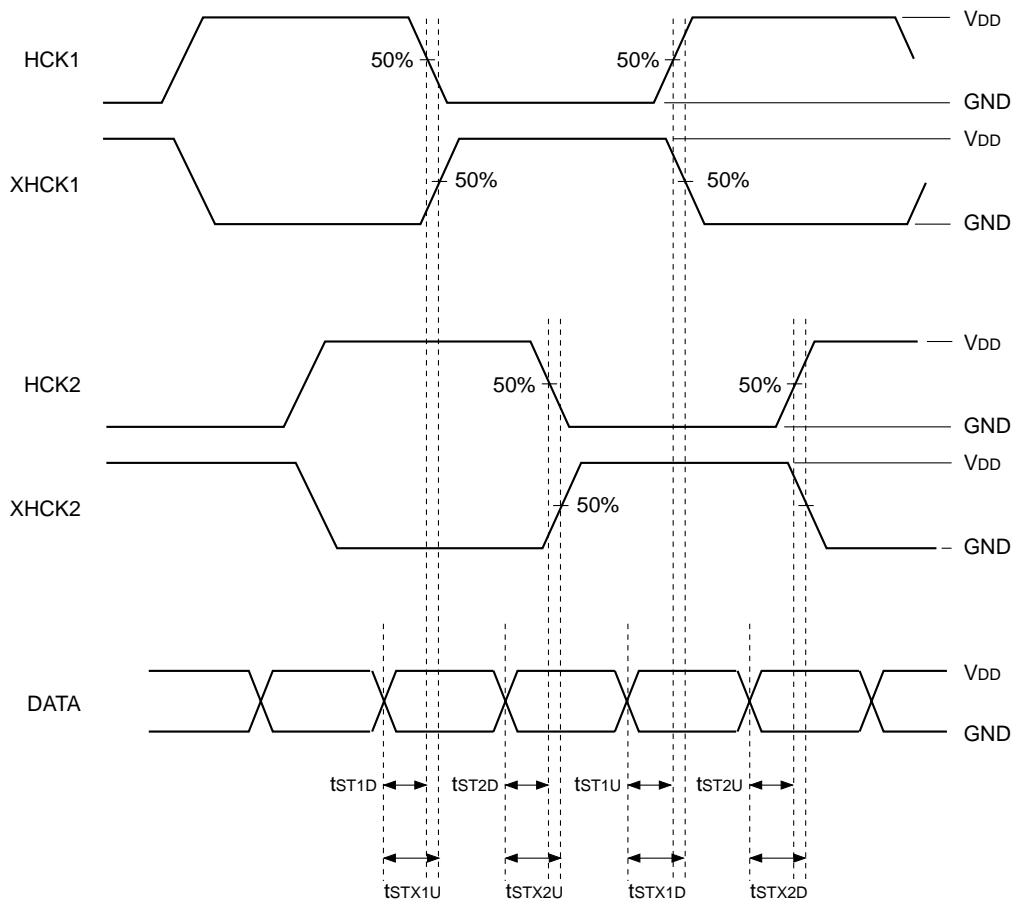 VDD
HCK1 50% 50%
GND
VDD
XHCK1 50% 50%
GND
VDD
HCK2 50% 50%
GND
VDD
XHCK2 50%
GND
VDD
DATA
GND
tST1D tST2D tST1U tST2U
tSTX1U tSTX2U tSTX1D tSTX2D